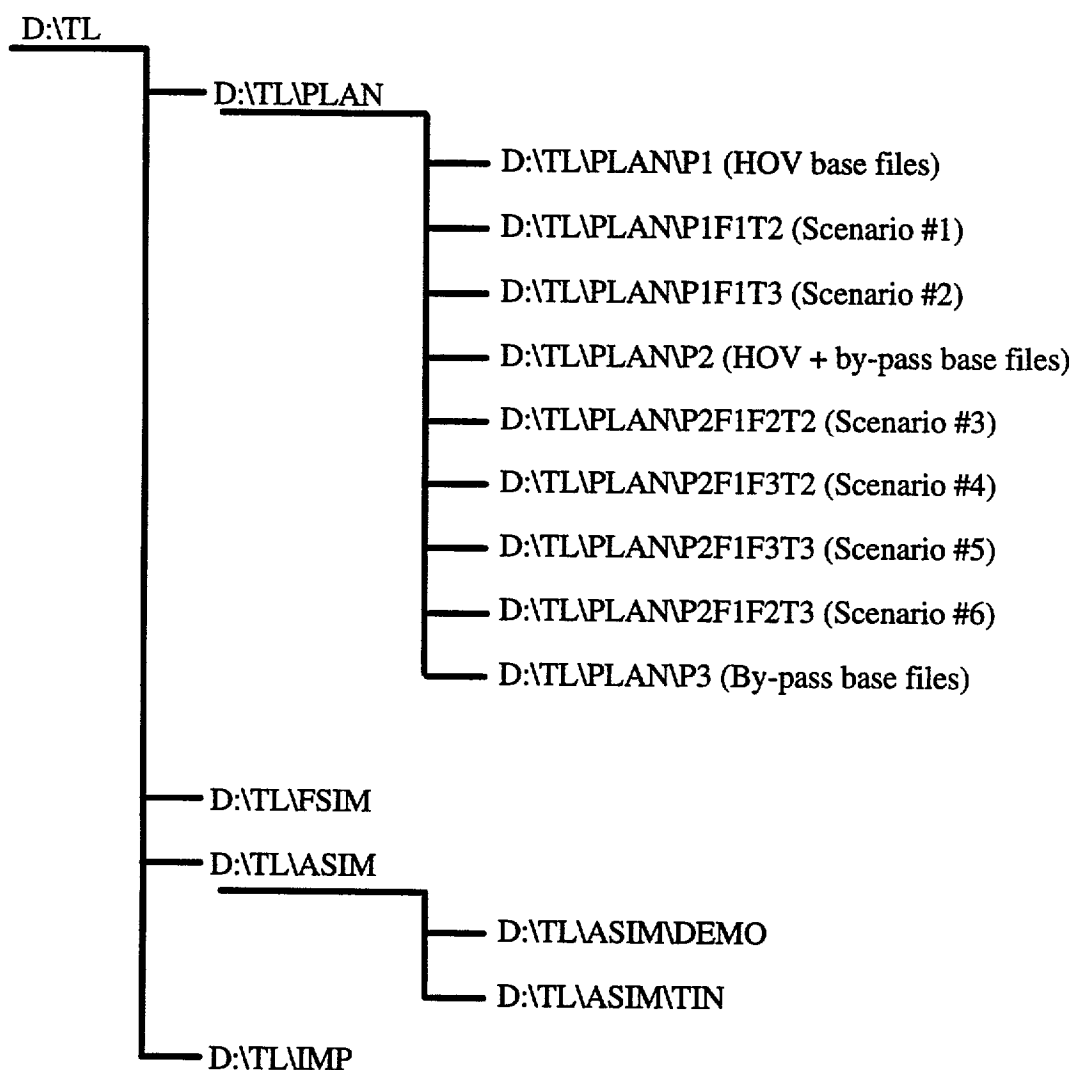 D:\TL
D:\TL\PLAN
D:\TL\PLAN\P1 (HOV base files)
D:\TL\PLAN\P1F1T2 (Scenario #1)
D:\TL\PLAN\P1F1T3 (Scenario #2)
D:\TL\PLAN\P2 (HOV + by-pass base files)
D:\TL\PLAN\P2F1F2T2 (Scenario #3)
D:\TL\PLAN\P2F1F3T2 (Scenario #4)
D:\TL\PLAN\P2F1F3T3 (Scenario #5)
D:\TL\PLAN\P2F1F2T3 (Scenario #6)
D:\TL\PLAN\P3 (By-pass base files)
D:\TL\FSIM
D:\TL\ASIM
D:\TL\ASIM\DEMO
D:\TL\ASIM\TIN
D:\TL\IMP